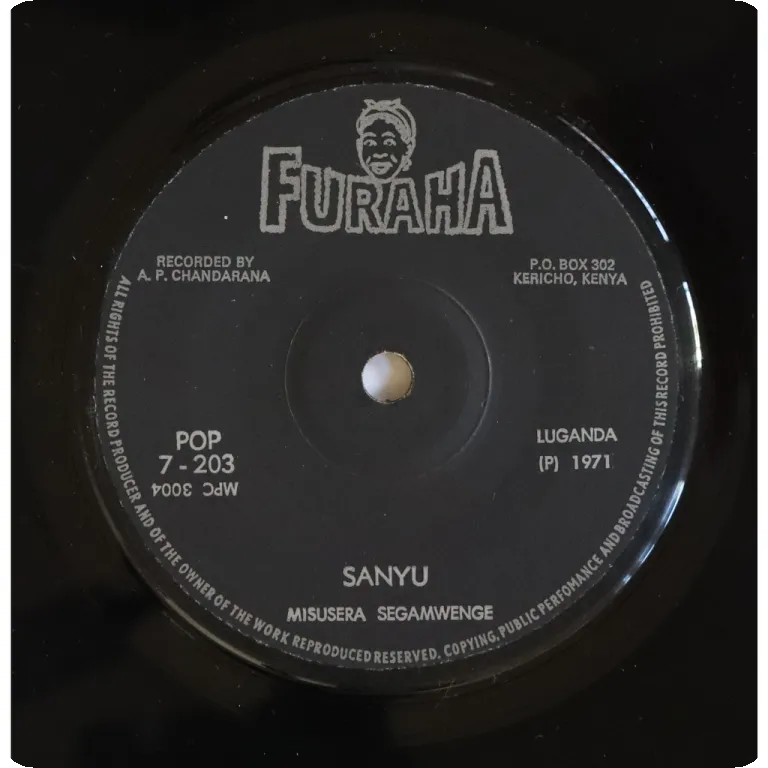 FURAHA
RECORDED BY
A. P. CHANDARANA
P.O. BOX 302
KERICHO, KENYA
POP
7-203
MPC 3004
LUGANDA
(P) 1971
SANYU
MISUSERA SEGAMWENGE
ALL RIGHTS OF THE RECORD PRODUCER AND OF THE OWNER OF THE WORK REPRODUCED RESERVED. COPYING, PUBLIC PERFOMANCE AND BROADCASTING OF THIS RECORD PROHIBITED